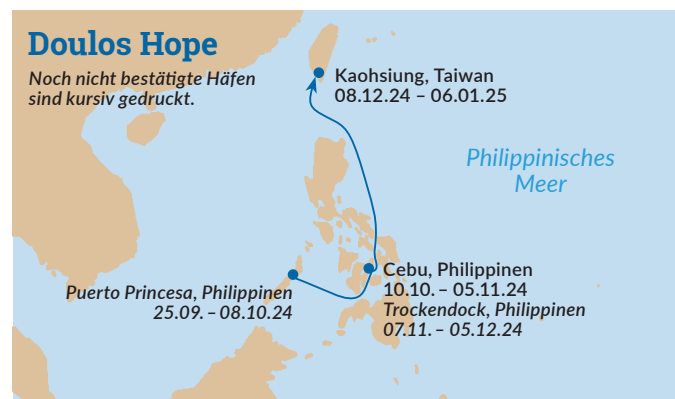 Doulos Hope
Noch nicht bestätigte Häfen
sind kursiv gedruckt.
Kaohsiung, Taiwan
08.12.24 – 06.01.25
Philippinisches
Meer
Cebu, Philippinen
10.10. – 05.11.24
Trockendock, Philippinen
07.11. – 05.12.24
Puerto Princesa, Philippinen
25.09. – 08.10.24